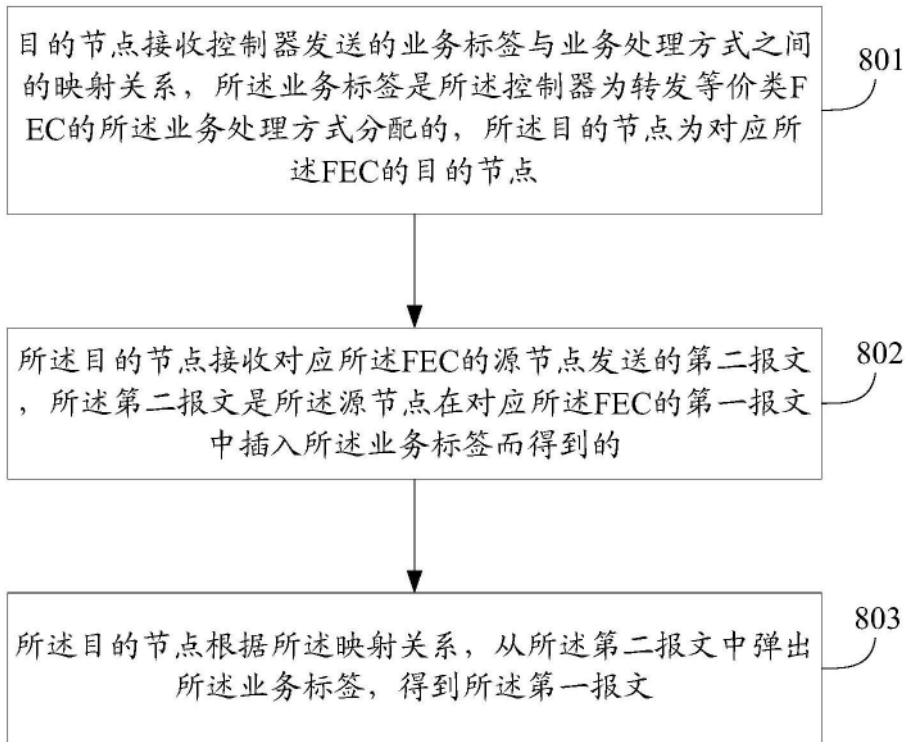 目的节点接收控制器发送的业务标签与业务处理方式之间
的映射关系，所述业务标签是所述控制器为转发等价类F
EC的所述业务处理方式分配的，所述目的节点为对应所
述FEC的目的节点
801
所述目的节点接收对应所述FEC的源节点发送的第二报文
，所述第二报文是所述源节点在对应所述FEC的第一报文
中插入所述业务标签而得到的
802
所述目的节点根据所述映射关系，从所述第二报文中弹出
所述业务标签，得到所述第一报文
803